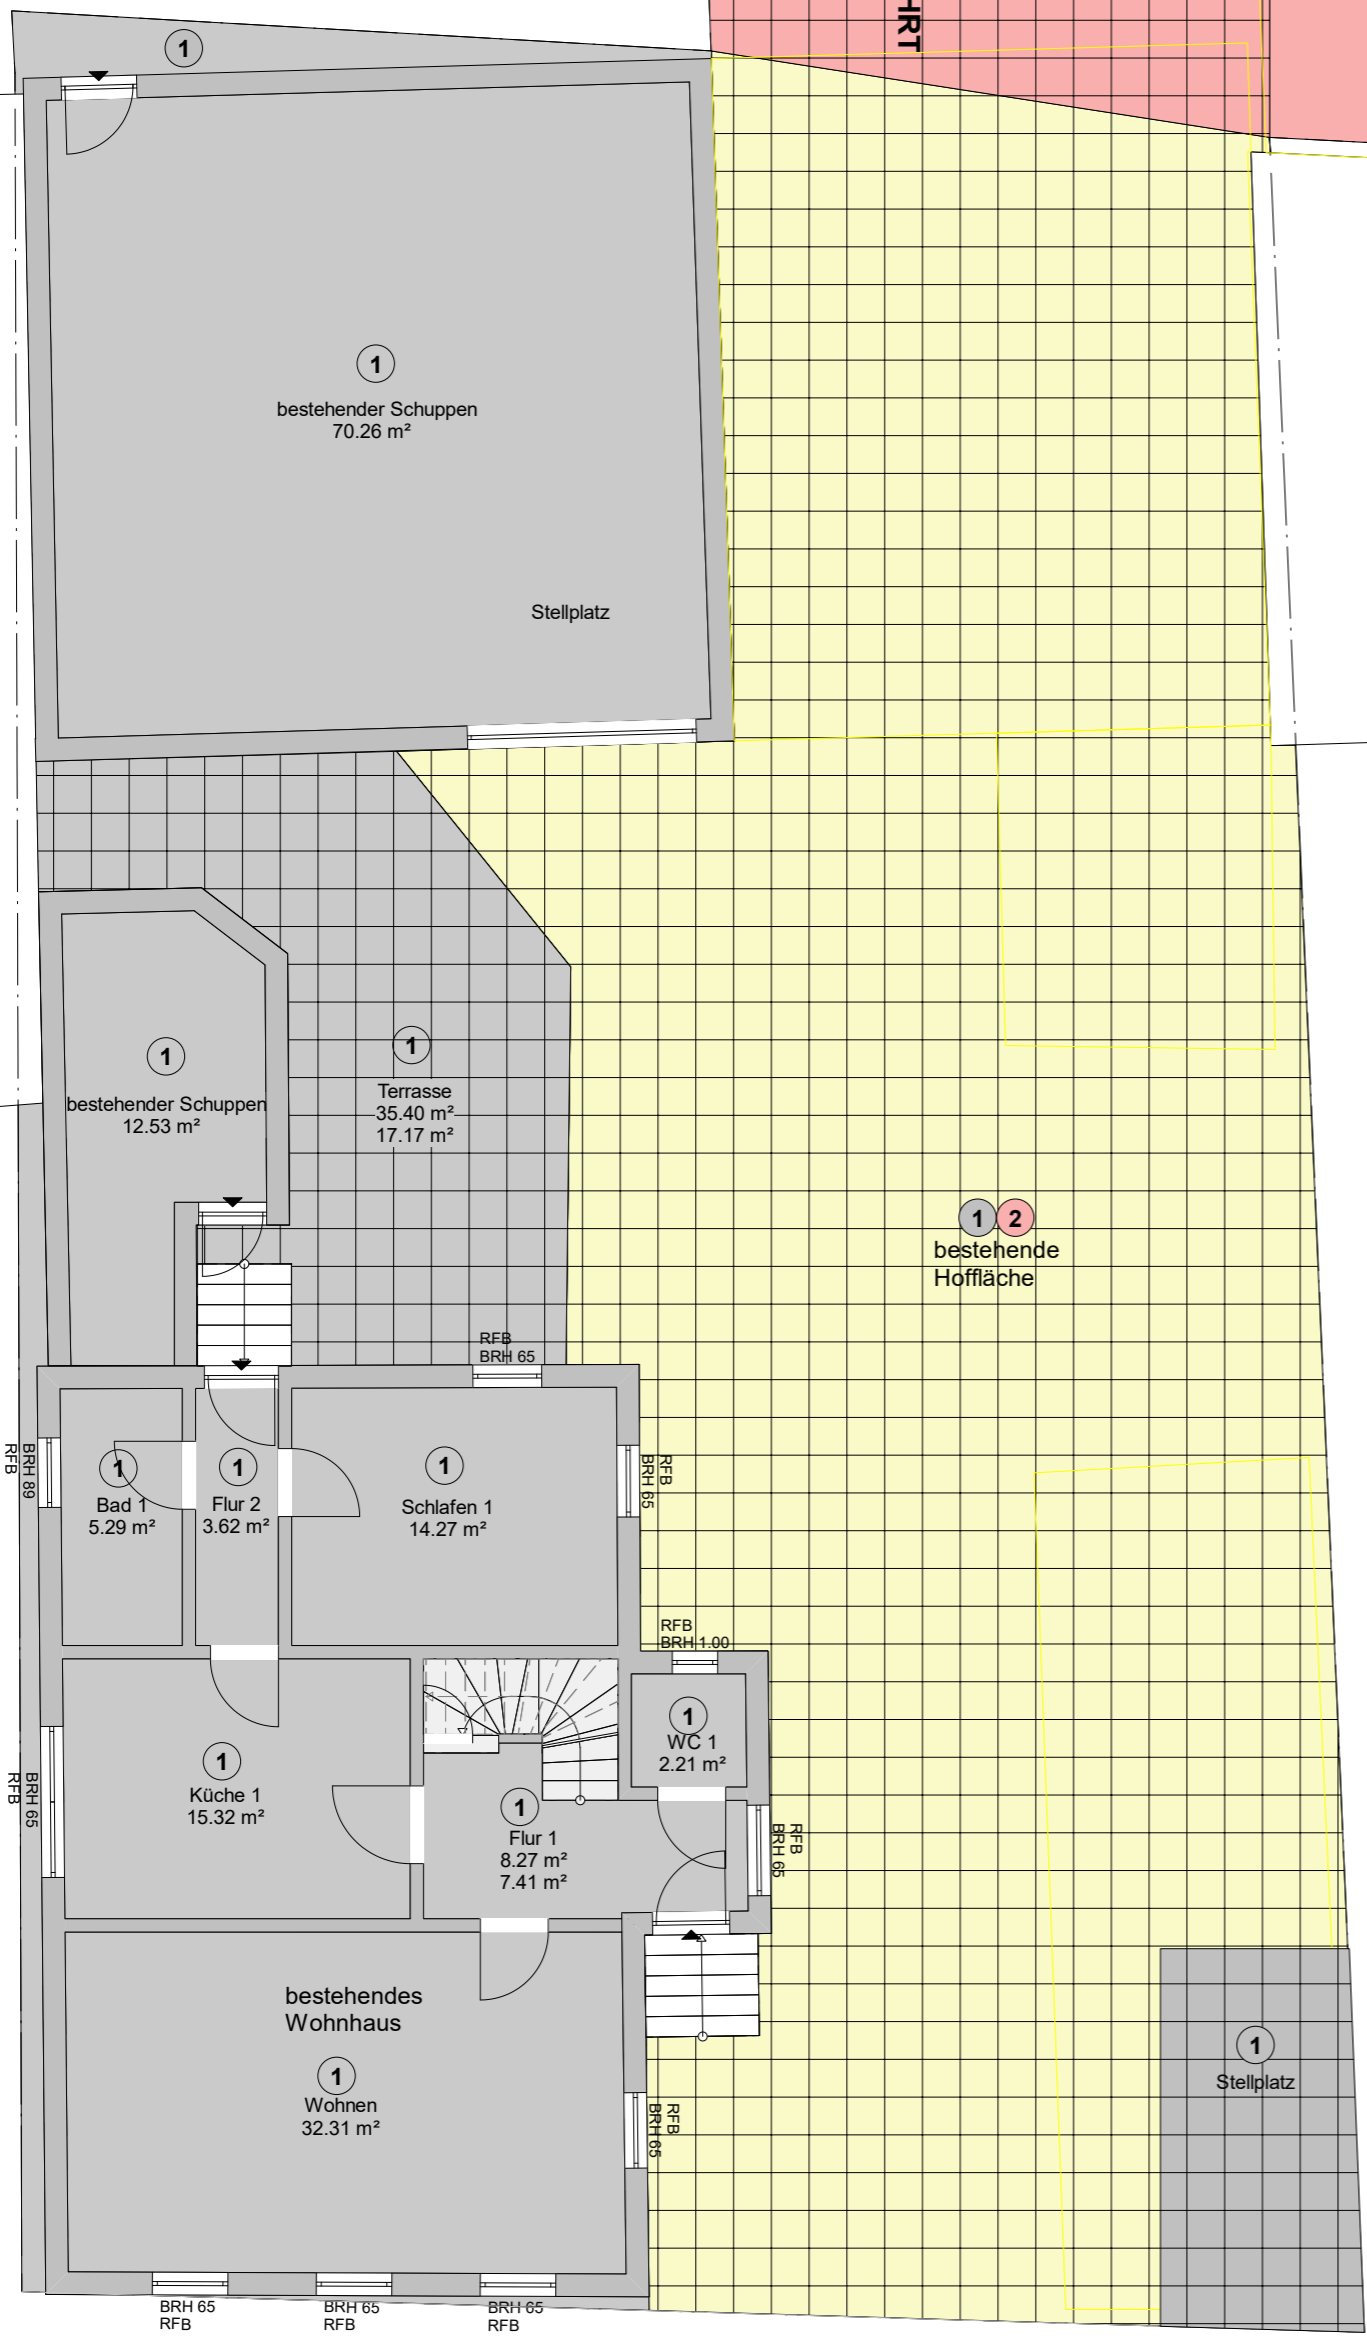 HRT
1
1
bestehender Schuppen
70.26 m²
Stellplatz
1
bestehender Schuppen
12.53 m²
1
Terrasse
35.40 m²
17.17 m²
1 2
bestehende
Hoffläche
RFB
BRH 65
BRH 89
RFB
1
Bad 1
5.29 m²
1
Flur 2
3.62 m²
1
Schlafen 1
14.27 m²
RFB
BRH 65
RFB
BRH 1.00
1
WC 1
2.21 m²
BRH 65
RFB
1
Küche 1
15.32 m²
1
Flur 1
8.27 m²
7.41 m²
RFB
BRH 65
bestehendes
Wohnhaus
1
Wohnen
32.31 m²
RFB
BRH 65
1
Stellplatz
BRH 65
RFB
BRH 65
RFB
BRH 65
RFB